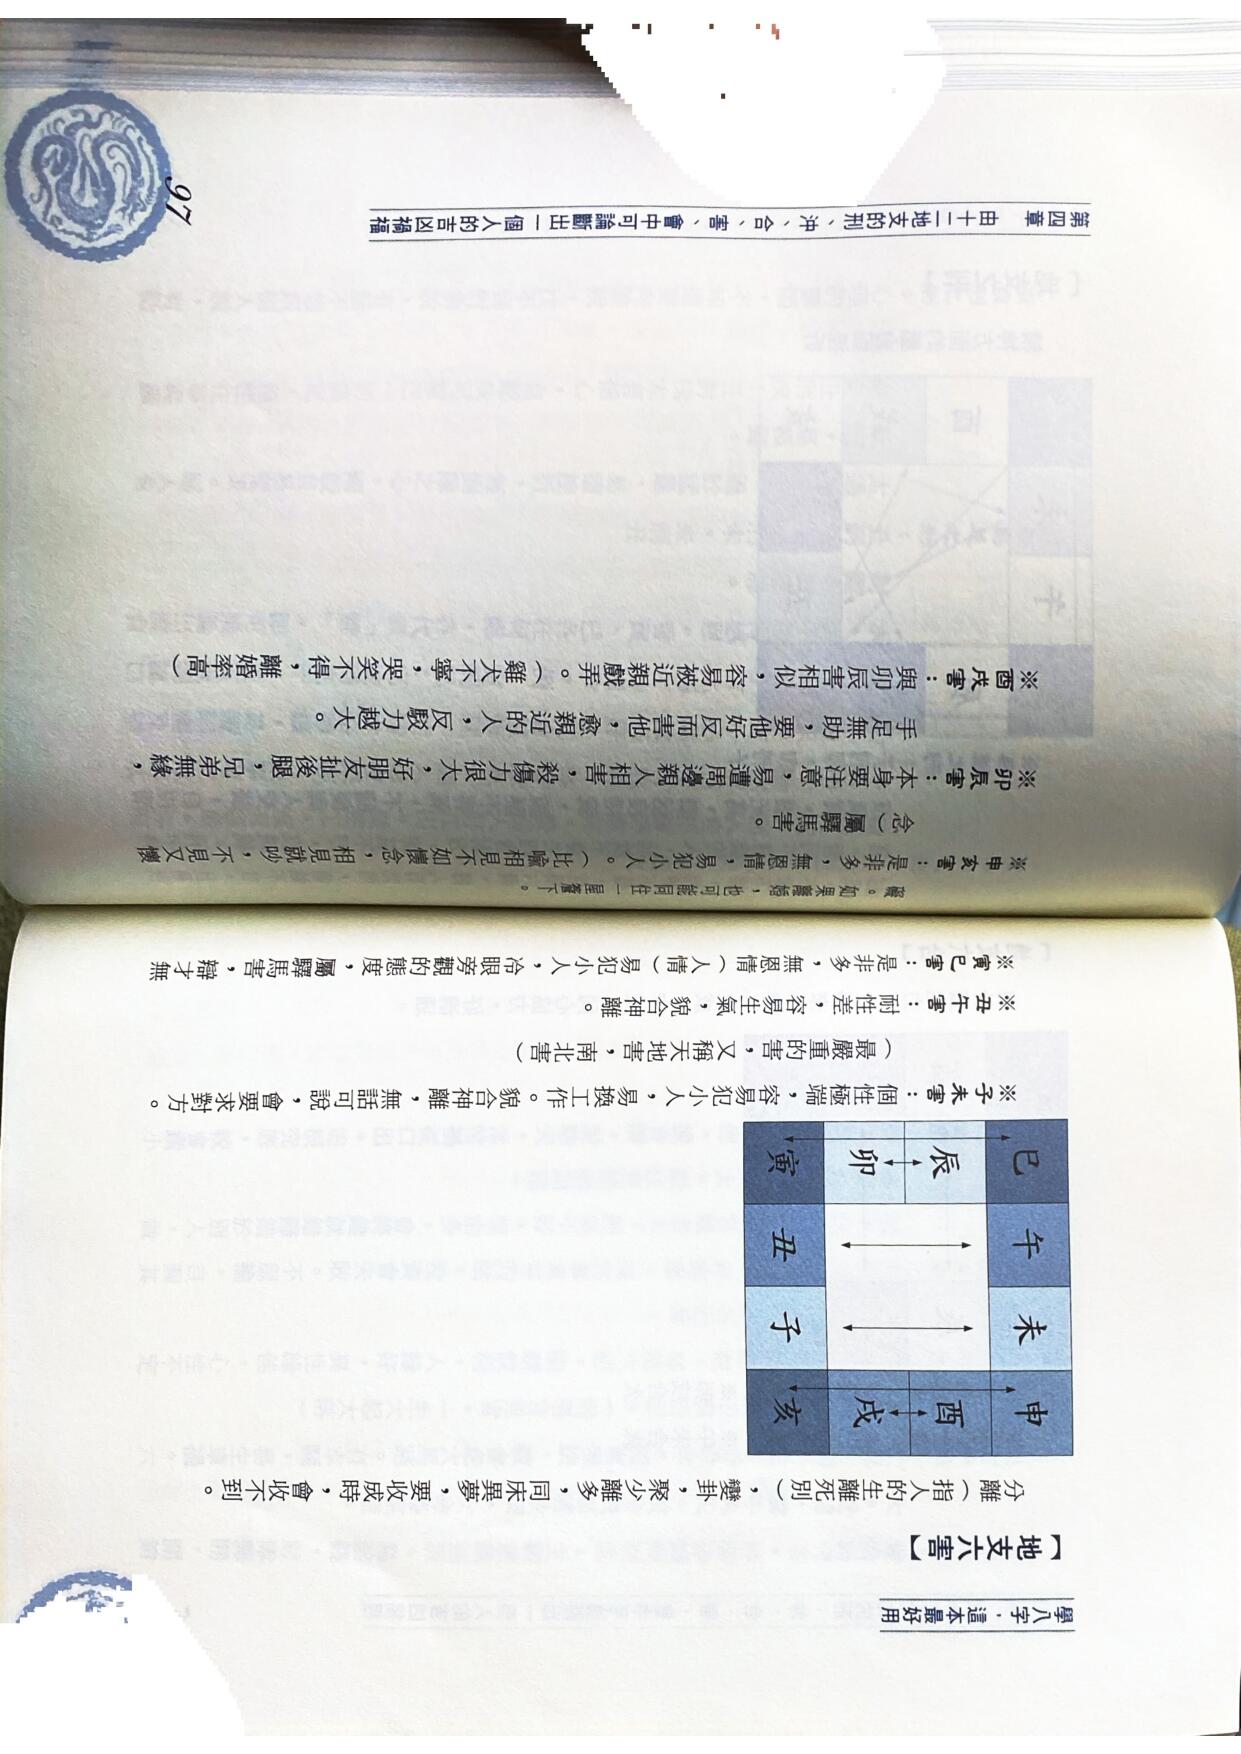 學八字，這本最好用
【地支六害】
分離（指人的生離死別），變卦，聚少離多，同床異夢，要收成時，會收不到。
巳 午 未 申
辰 酉
卯 戌
寅 丑 子 亥
※子未害：個性極端，容易犯小人，易換工作。貌合神離，無話可說，會要求對方。
（最嚴重的害，又稱天地害，南北害）
※丑午害：耐性差，容易生氣，貌合神離。
※寅巳害：是非多，無恩情（人情）易犯小人，冷眼旁觀的態度，屬驛馬害，辯才無
礙。如果離婚，也可能同住一屋簷下。
※申亥害：是非多，無恩情，易犯小人。（比喻相見不如懷念，相見就吵，不見又懷
念）屬驛馬害。
※卯辰害：本身要注意，易遭周邊親人相害，殺傷力很大，好朋友扯後腿，兄弟無緣，
手足無助，要他好反而害他，愈親近的人，反駁力越大。
※酉戌害：與卯辰害相似，容易被近親戲弄。（雞犬不寧，哭笑不得，離婚率高）
第四章 由十二地支的刑、沖、合、害、會中可論斷出一個人的吉凶禍福
97